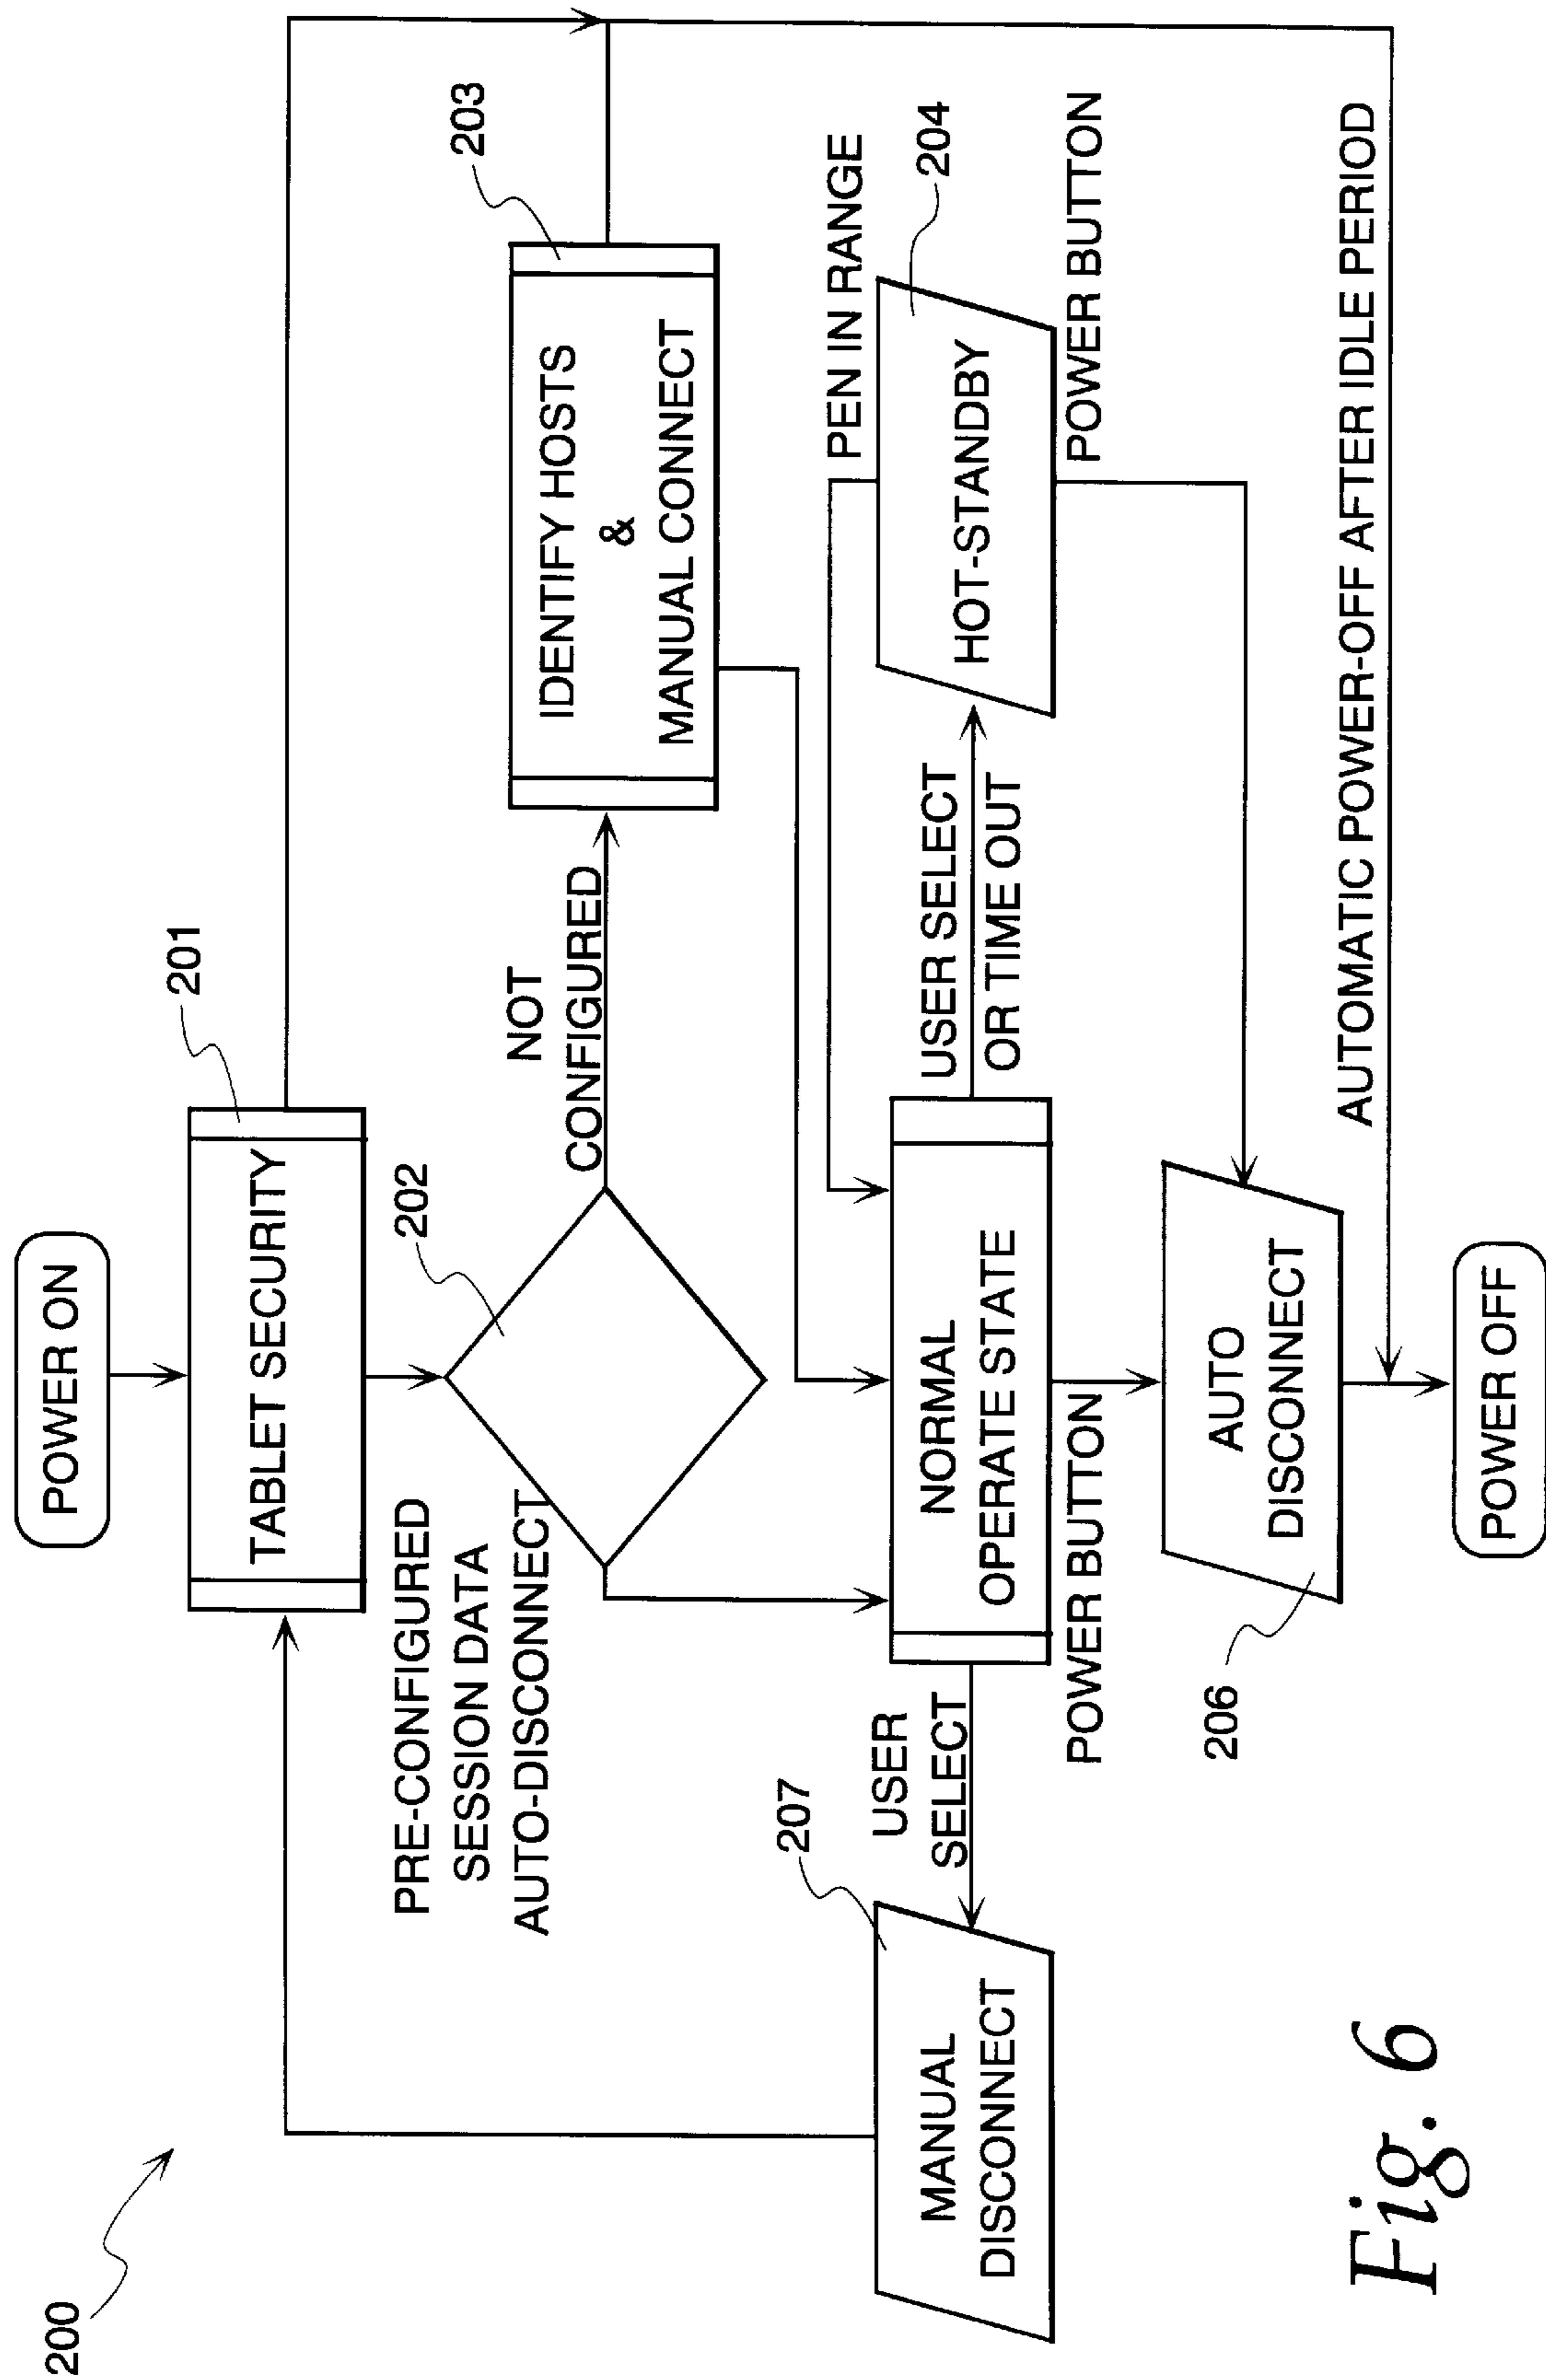 200
POWER ON
201
TABLET SECURITY
PRE-CONFIGURED
SESSION DATA
AUTO-DISCONNECT
202
NOT
CONFIGURED
203
IDENTIFY HOSTS
&
MANUAL CONNECT
207
MANUAL
DISCONNECT
USER
SELECT
NORMAL
OPERATE STATE
USER SELECT
OR TIME OUT
PEN IN RANGE
204
HOT-STANDBY
POWER BUTTON
POWER BUTTON
206
AUTO
DISCONNECT
AUTOMATIC POWER-OFF AFTER IDLE PERIOD
POWER OFF
Fig. 6